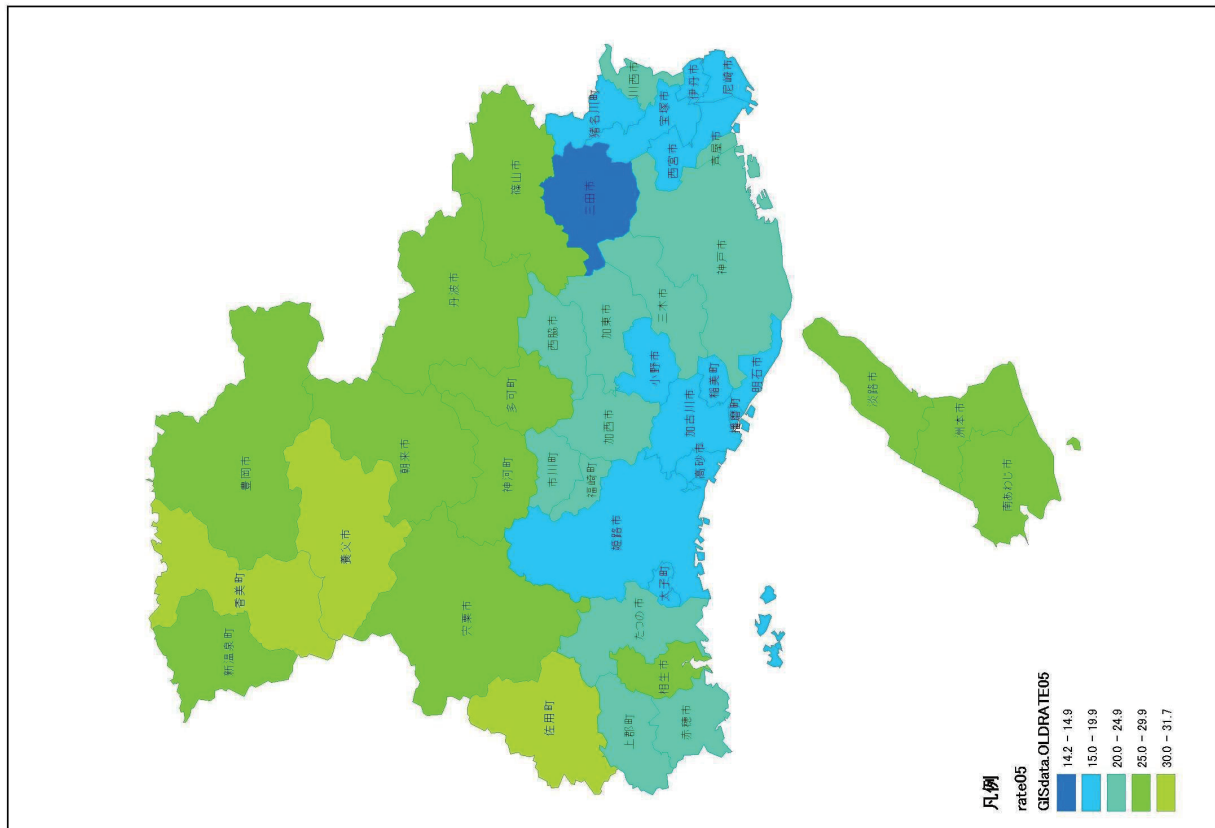 新温泉町
香美町
豊岡市
養父市
朝来市
宍粟市
神河町
多可町
丹波市
篠山市
佐用町
上郡町
赤穂市
相生市
たつの市
太子町
姫路市
市川町
福崎町
加西市
西脇市
加東市
小野市
三木市
加古川市
高砂市
稲美町
播磨町
明石市
神戸市
三田市
猪名川町
川西市
宝塚市
伊丹市
尼崎市
西宮市
芦屋市
淡路市
洲本市
南あわじ市
凡例
rate05
GISdata.OLDRATE05
14.2 - 14.9
15.0 - 19.9
20.0 - 24.9
25.0 - 29.9
30.0 - 31.7